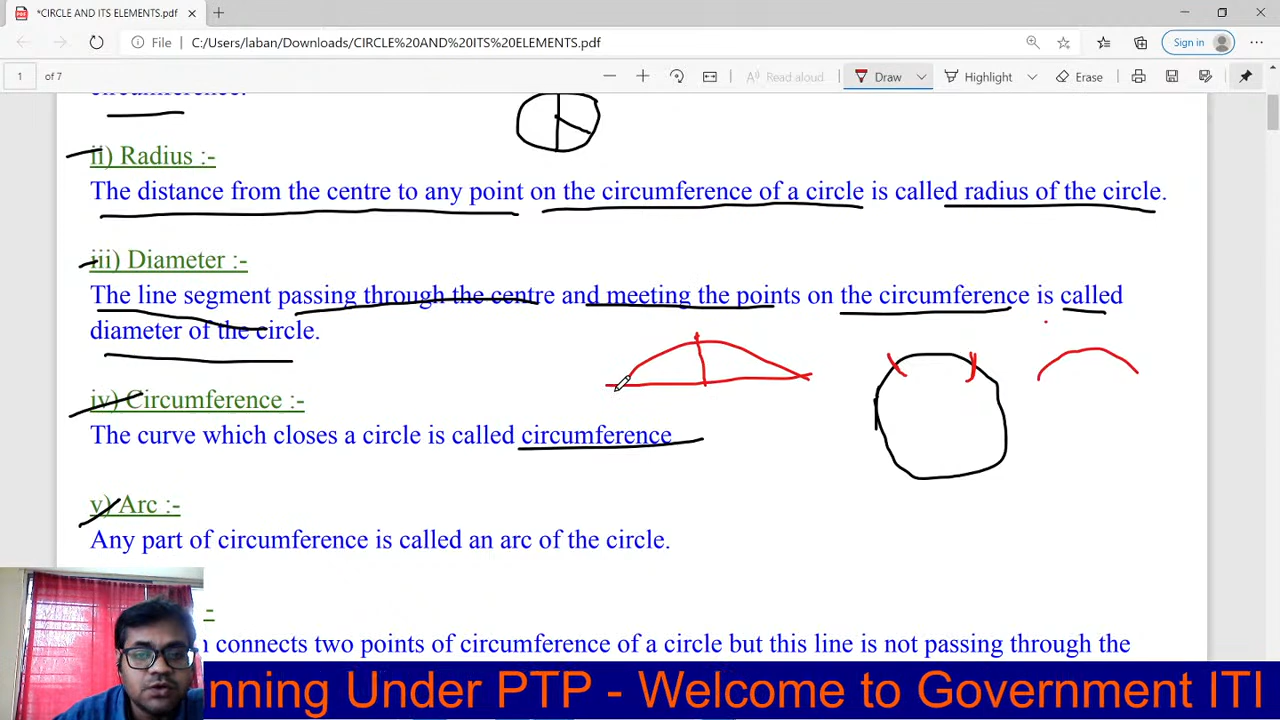 *CIRCLE AND ITS ELEMENTS.pdf
File C:/Users/laban/Downloads/CIRCLE%20AND%20ITS%20ELEMENTS.pdf Sign in
1 of 7 Read aloud Draw Highlight Erase
circumference.
ii) Radius :-
The distance from the centre to any point on the circumference of a circle is called radius of the circle.
iii) Diameter :-
The line segment passing through the centre and meeting the points on the circumference is called
diameter of the circle.
iv) Circumference :-
The curve which closes a circle is called circumference
v) Arc :-
Any part of circumference is called an arc of the circle.
:-
connects two points of circumference of a circle but this line is not passing through the
nning Under PTP - Welcome to Government ITI